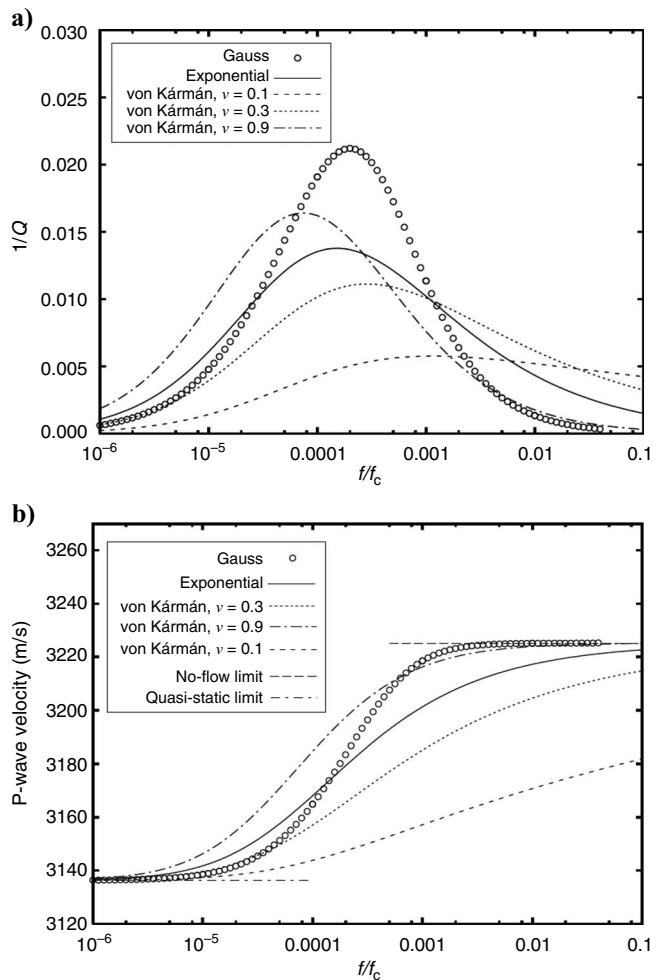 a)
0.030
0.025
0.020
0.015
0.010
0.005
0.000
1/Q
Gauss
Exponential
von Kármán, ν = 0.1
von Kármán, ν = 0.3
von Kármán, ν = 0.9
10⁻⁶
10⁻⁵
0.0001
0.001
0.01
0.1
f/fc
b)
3260
3240
3220
3200
3180
3160
3140
3120
P-wave velocity (m/s)
Gauss
Exponential
von Kármán, ν = 0.3
von Kármán, ν = 0.9
von Kármán, ν = 0.1
No-flow limit
Quasi-static limit
10⁻⁶
10⁻⁵
0.0001
0.001
0.01
0.1
f/fc